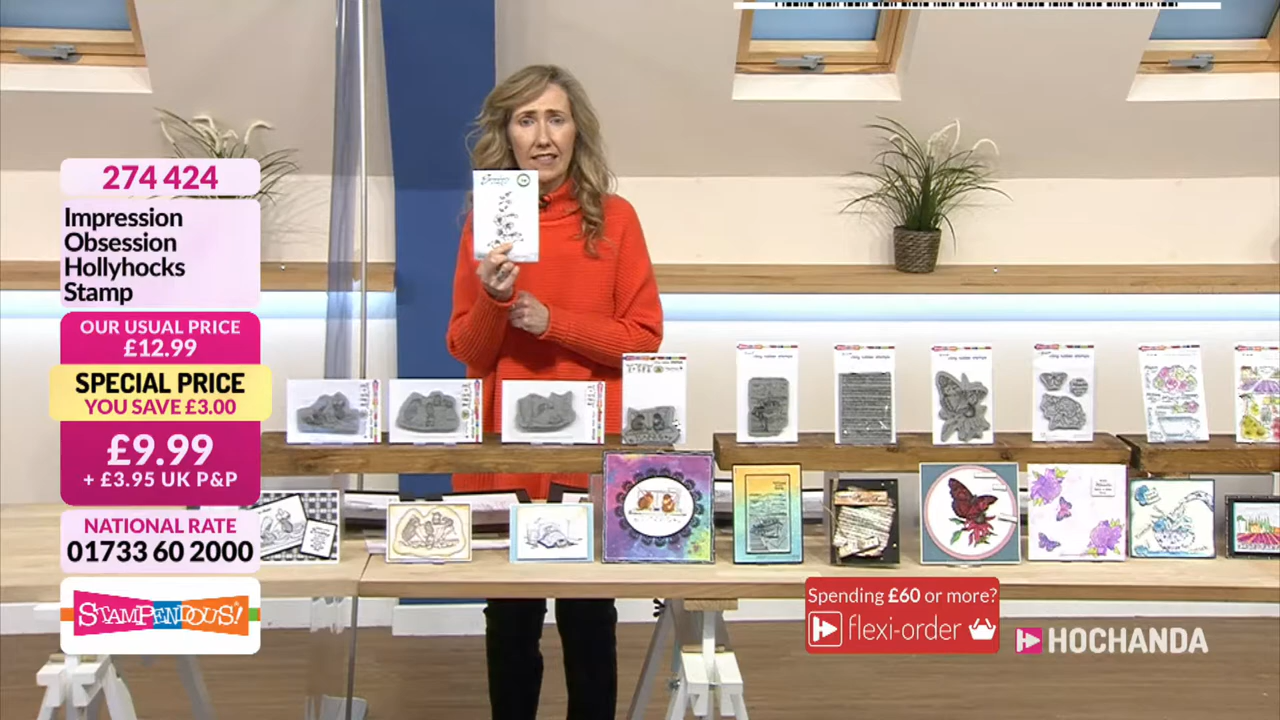 274 424
Impression
Obsession
Hollyhocks
Stamp
OUR USUAL PRICE
£12.99
SPECIAL PRICE
YOU SAVE £3.00
£9.99
+ £3.95 UK P&P
NATIONAL RATE
01733 60 2000
STAMPENDOUS!
Spending £60 or more?
flexi-order
HOCHANDA